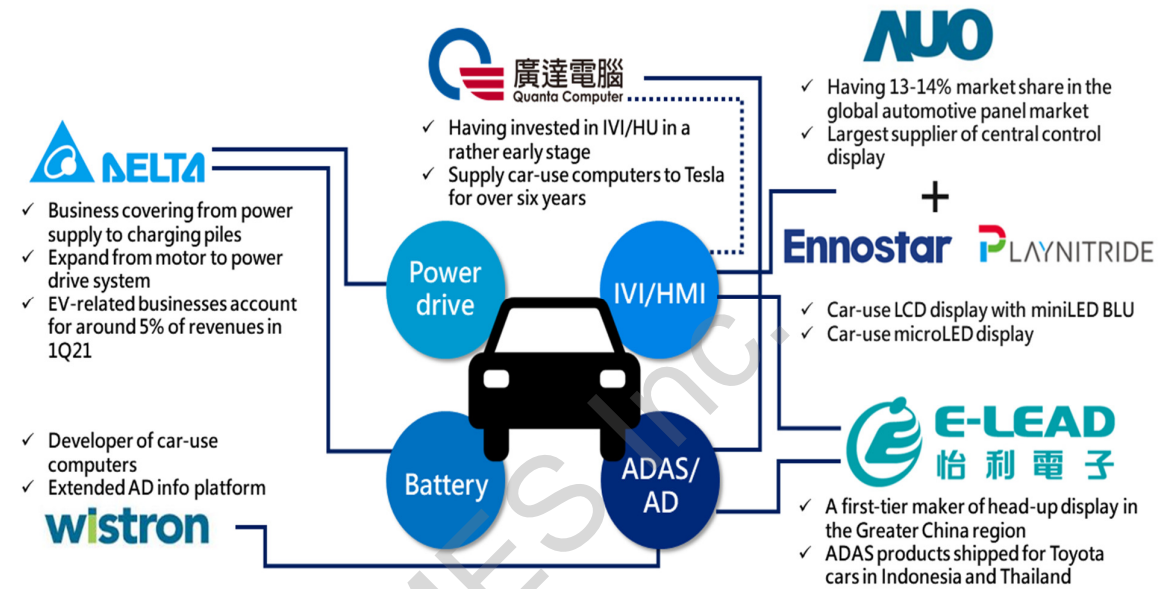 廣達電腦
Quanta Computer
✓ Having invested in IVI/HU in a
rather early stage
✓ Supply car-use computers to Tesla
for over six years
AUO
✓ Having 13-14% market share in the
global automotive panel market
✓ Largest supplier of central control
display
+
Ennostar PLAYNITRIDE
✓ Car-use LCD display with miniLED BLU
✓ Car-use microLED display
DELTA
✓ Business covering from power
supply to charging piles
✓ Expand from motor to power
drive system
✓ EV-related businesses account
for around 5% of revenues in
1Q21
Power
drive
IVI/HMI
Battery
ADAS/
AD
✓ Developer of car-use
computers
✓ Extended AD info platform
wistron
E-LEAD
怡利電子
✓ A first-tier maker of head-up display in
the Greater China region
✓ ADAS products shipped for Toyota
cars in Indonesia and Thailand
MES Inc.